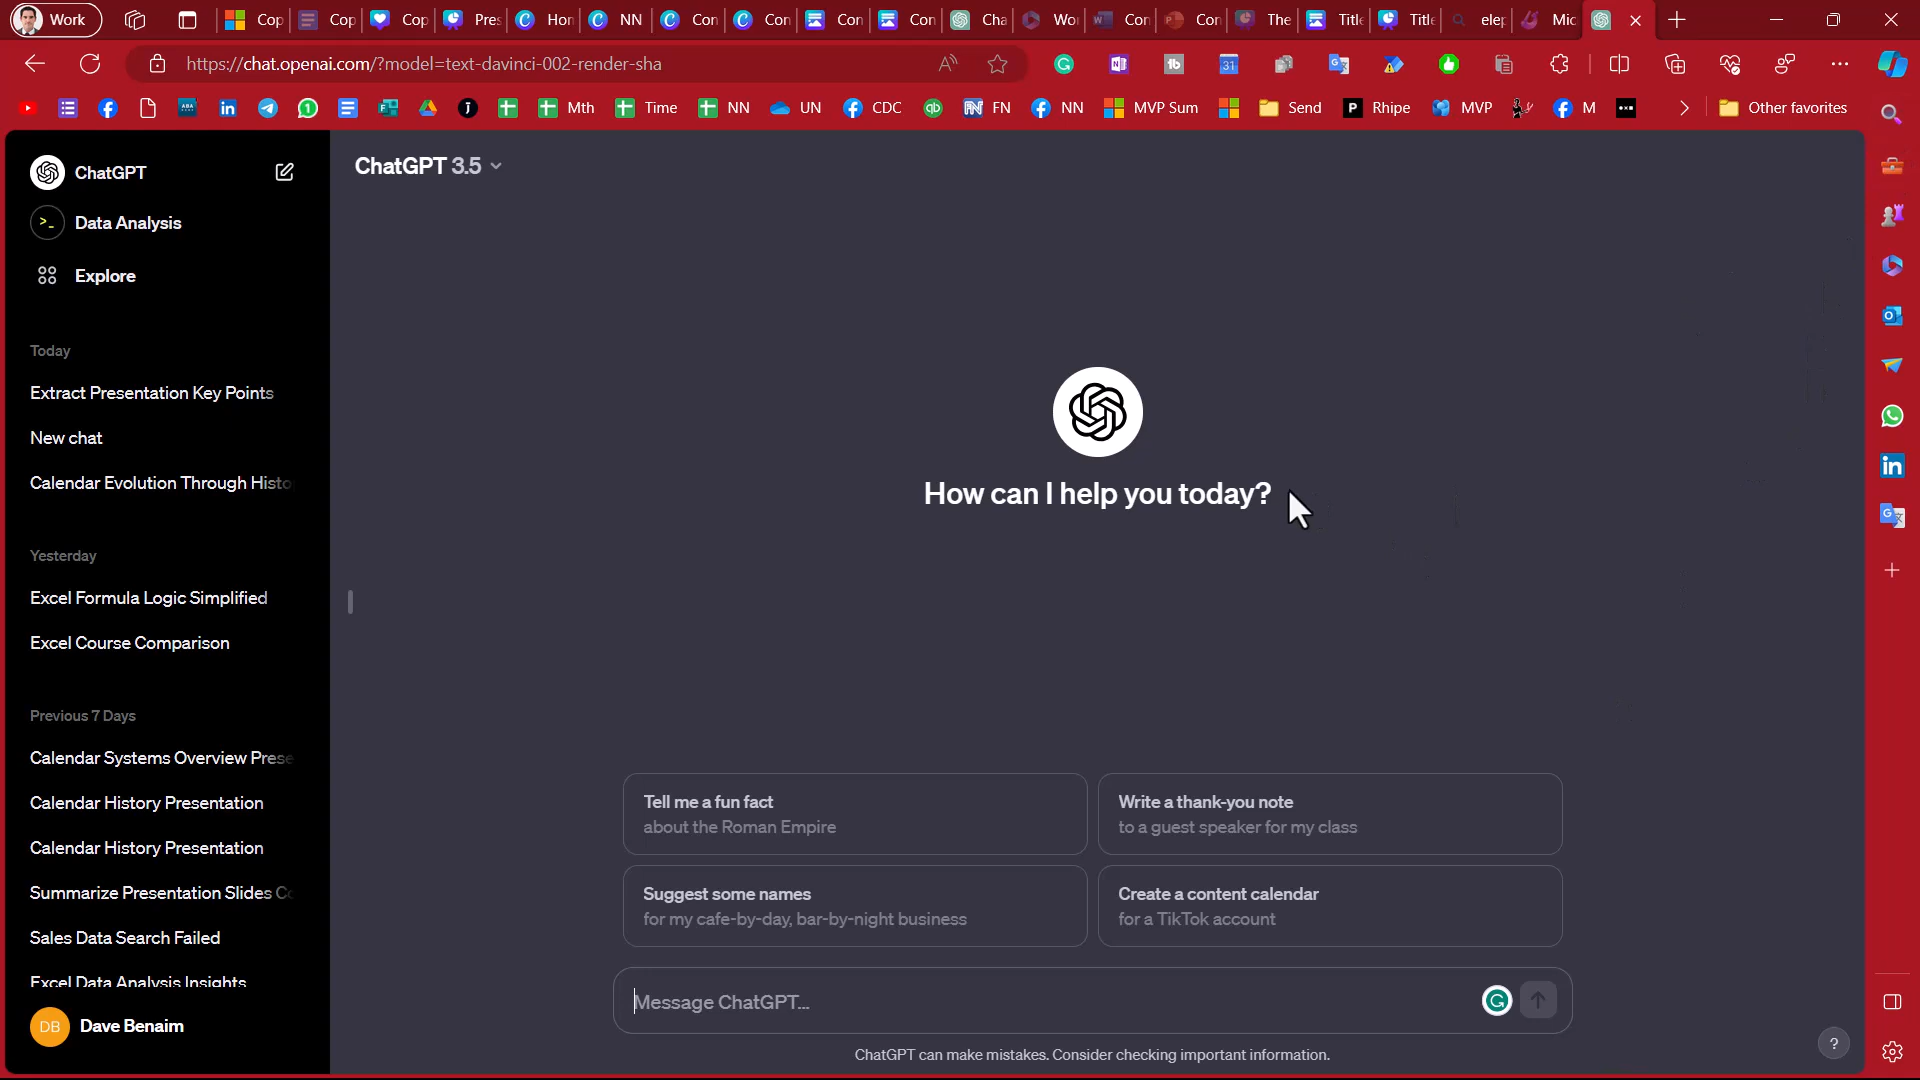 Work
Cop
Cop
Cop
Pres
Hon
NN
Con
Con
Con
Con
Cha
Wor
Con
Con
The
Title
Title
elep
Mic
https://chat.openai.com/?model=text-davinci-002-render-sha
Mth
Time
NN
UN
CDC
FN
NN
MVP Sum
Send
Rhipe
MVP
M
Other favorites
ChatGPT
Data Analysis
Explore
Today
Extract Presentation Key Points
New chat
Calendar Evolution Through Histo
Yesterday
Excel Formula Logic Simplified
Excel Course Comparison
Previous 7 Days
Calendar Systems Overview Prese
Calendar History Presentation
Calendar History Presentation
Summarize Presentation Slides Co
Sales Data Search Failed
Excel Data Analysis Insights
DB
Dave Benaim
ChatGPT 3.5
How can I help you today?
Tell me a fun fact
about the Roman Empire
Write a thank-you note
to a guest speaker for my class
Suggest some names
for my cafe-by-day, bar-by-night business
Create a content calendar
for a TikTok account
Message ChatGPT...
ChatGPT can make mistakes. Consider checking important information.
?